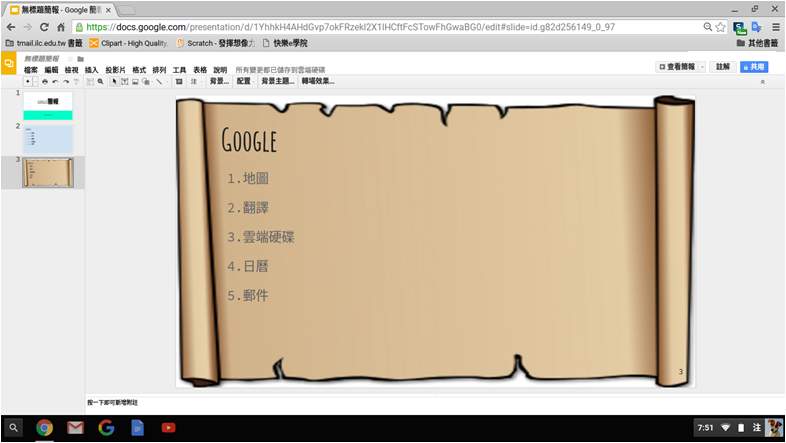 無標題簡報 - Google 簡報
https://docs.google.com/presentation/d/1YhhkH4AHdGvp7okFRzekl2X1IHCftFcSTowFhGwaBG0/edit#slide=id.g82d256149_0_97
tmail.ilc.edu.tw 書籤 Clipart - High Quality, Scratch - 發揮想像力 快樂e學院 其他書籤
無標題簡報
檔案 編輯 檢視 插入 投影片 格式 排列 工具 表格 說明 所有變更都已儲存到雲端硬碟
查看簡報 註解 共用
背景... 配置 背景主題... 轉場效果...
1
2
3
Google
1.地圖
2.翻譯
3.雲端硬碟
4.日曆
5.郵件
3
按一下即可新增附註
7:51 注